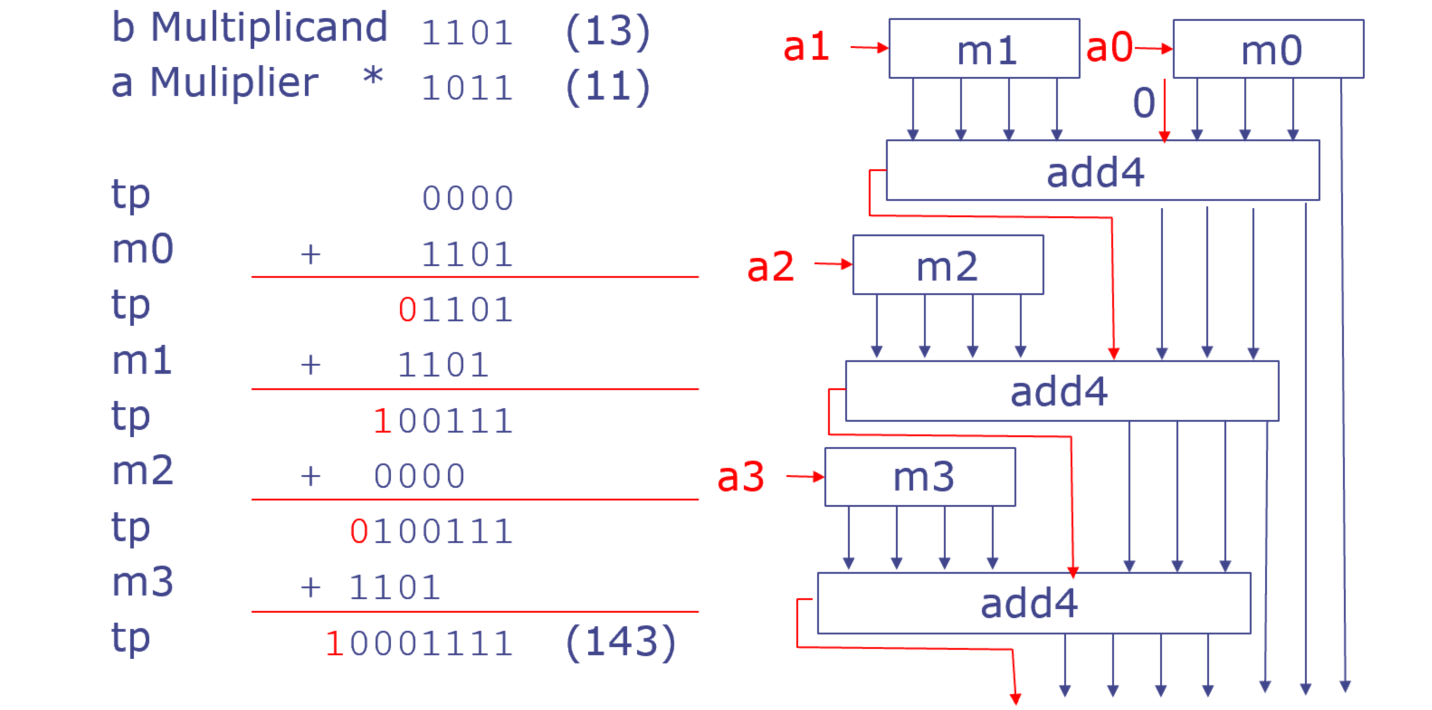 b Multiplicand 1101 (13)
a Muliplier * 1011 (11)
tp 0000
m0 + 1101
tp 01101
m1 + 1101
tp 100111
m2 + 0000
tp 0100111
m3 + 1101
tp 10001111 (143)
a1 m1 a0 m0
0
add4
a2 m2
add4
a3 m3
add4